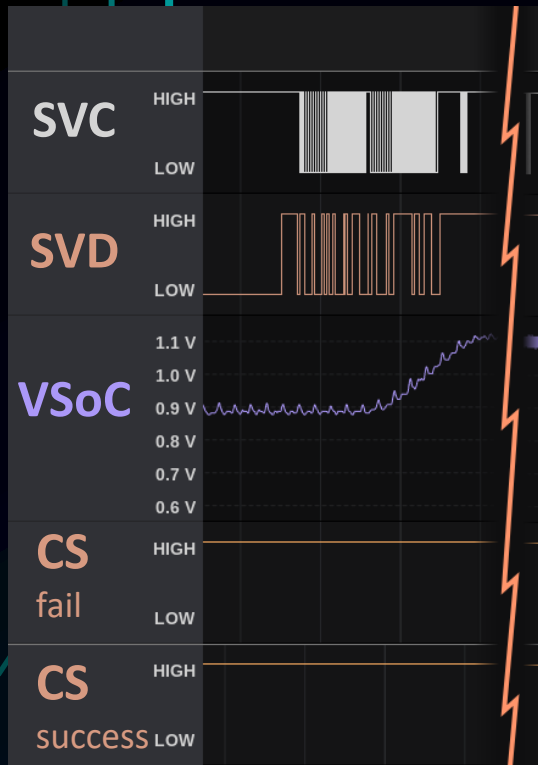 SVC
HIGH
LOW
SVD
HIGH
LOW
VSoC
1.1 V
1.0 V
0.9 V
0.8 V
0.7 V
0.6 V
CS
fail
HIGH
LOW
CS
success
HIGH
LOW